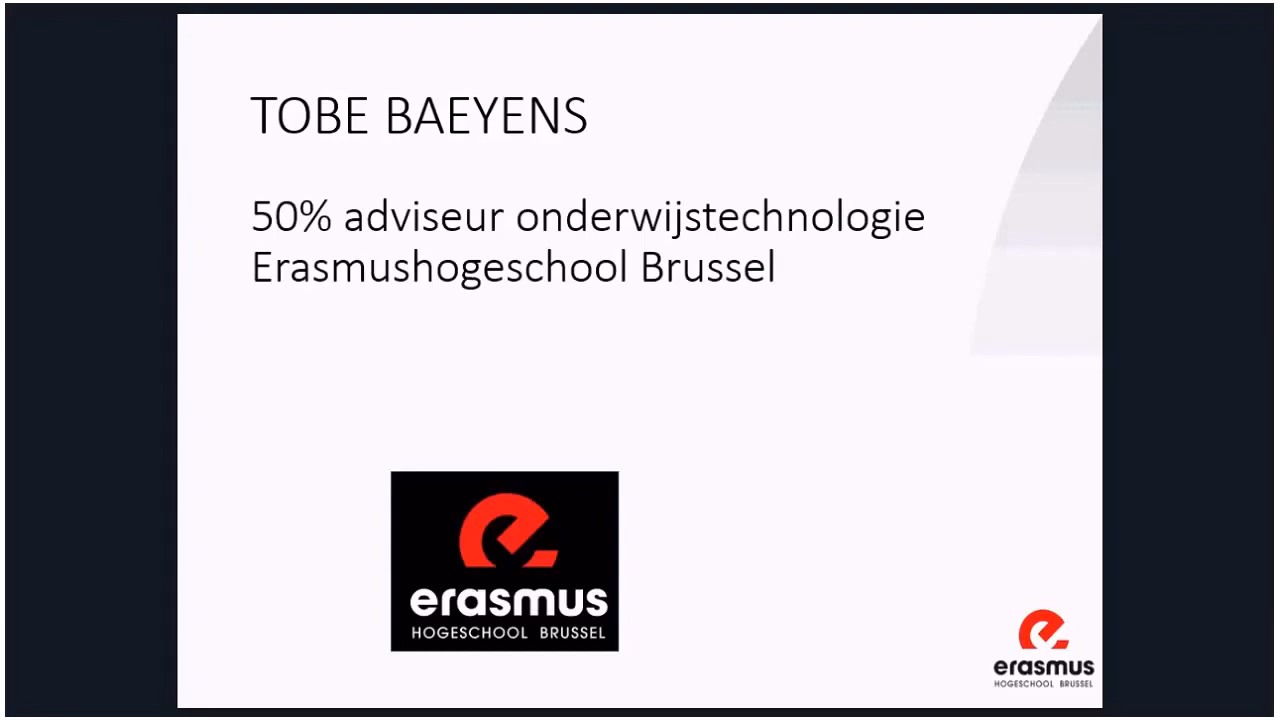 TOBE BAEYENS
50% adviseur onderwijstechnologie
Erasmushogeschool Brussel
erasmus
HOGESCHOOL BRUSSEL
erasmus
HOGESCHOOL BRUSSEL